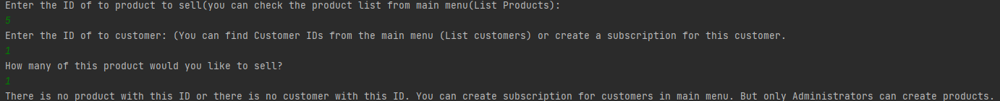 Enter the ID of to product to sell(you can check the product list from main menu(List Products):
5
Enter the ID of to customer: (You can find Customer IDs from the main menu (List customers) or create a subscription for this customer.
1
How many of this product would you like to sell?
1
There is no product with this ID or there is no customer with this ID. You can create subscription for customers in main menu. But only Administrators can create products.